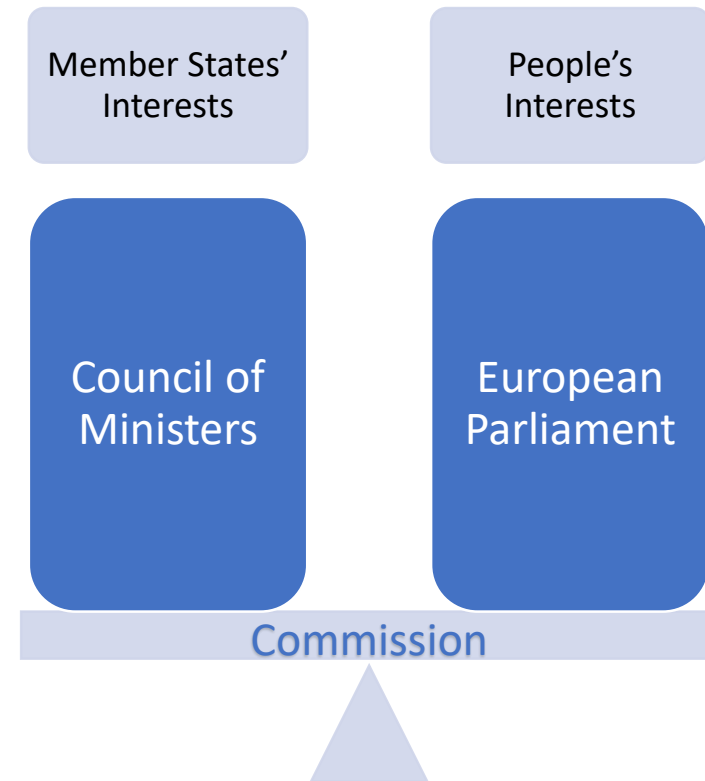 Member States’
Interests
People’s
Interests
Council of
Ministers
European
Parliament
Commission